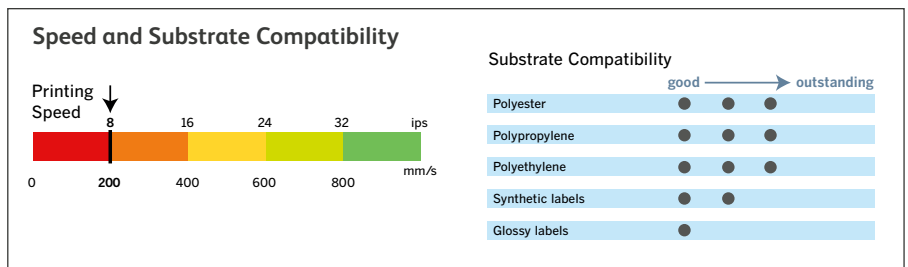 Speed and Substrate Compatibility
Printing
Speed
8 16 24 32 ips
mm/s
0 200 400 600 800
Substrate Compatibility
good outstanding
Polyester
Polypropylene
Polyethylene
Synthetic labels
Glossy labels